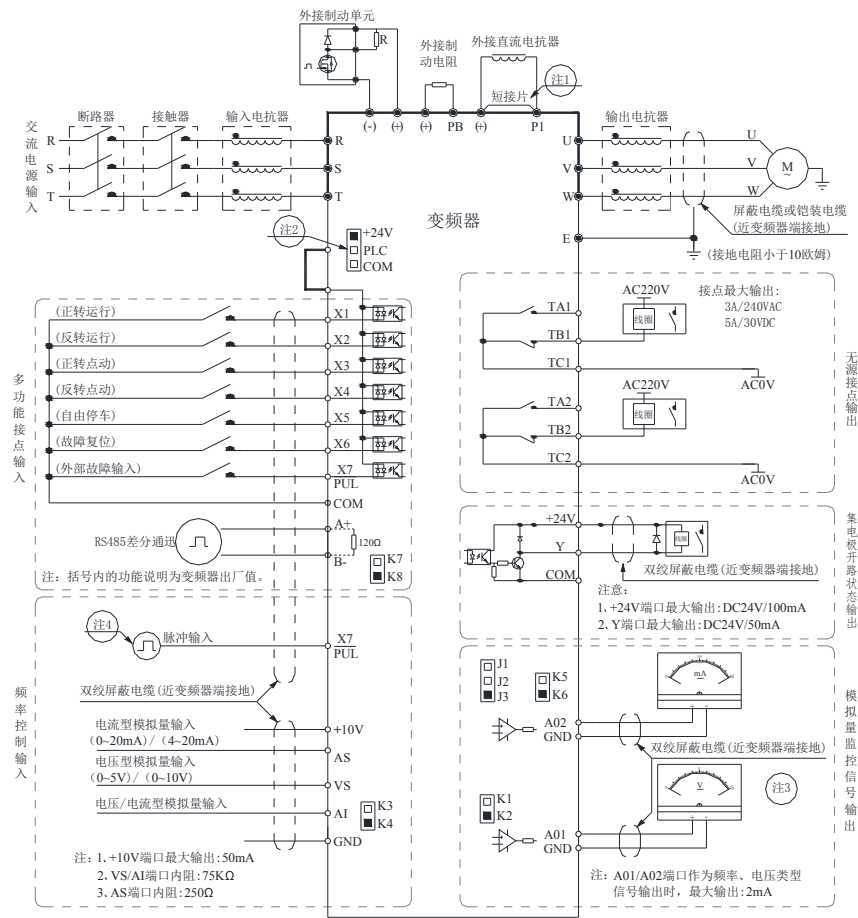 外接制动单元
R
外接制
动电阻
外接直流电抗器
短接片
注1
(-)
(+)
(+)
PB
(+)
P1
交流电源输入
断路器
接触器
输入电抗器
R
S
T
R
S
T
变频器
U
V
W
E
输出电抗器
U
V
W
M
~
屏蔽电缆或铠装电缆
(近变频器端接地)
(接地电阻小于10欧姆)
注2
+24V
PLC
COM
多功能接点输入
(正转运行)
X1
(反转运行)
X2
(正转点动)
X3
(反转点动)
X4
(自由停车)
X5
(故障复位)
X6
(外部故障输入)
X7
PUL
COM
RS485差分通迅
A+
120Ω
B-
K7
K8
注：括号内的功能说明为变频器出厂值。
无源接点输出
TA1
TB1
TC1
AC220V
线圈
接点最大输出:
3A/240VAC
5A/30VDC
AC0V
TA2
TB2
TC2
AC220V
线圈
AC0V
集电极开路状态输出
+24V
Y
COM
线圈
双绞屏蔽电缆(近变频器端接地)
注意：
1、+24V端口最大输出:DC24V/100mA
2、Y端口最大输出:DC24V/50mA
频率控制输入
注4
脉冲输入
X7
PUL
双绞屏蔽电缆(近变频器端接地)
+10V
电流型模拟量输入
(0~20mA)/（4~20mA)
AS
电压型模拟量输入
(0~5V）/（0~10V)
VS
电压/电流型模拟量输入
AI
K3
K4
GND
注：1、+10V端口最大输出:50mA
2、VS/AI端口内阻:75KΩ
3、AS端口内阻:250Ω
模拟量监控信号输出
J1
J2
J3
K5
K6
mA
A02
GND
双绞屏蔽电缆(近变频器端接地)
K1
K2
V
注3
A01
GND
注：A01/A02端口作为频率、电压类型
信号输出时，最大输出:2mA